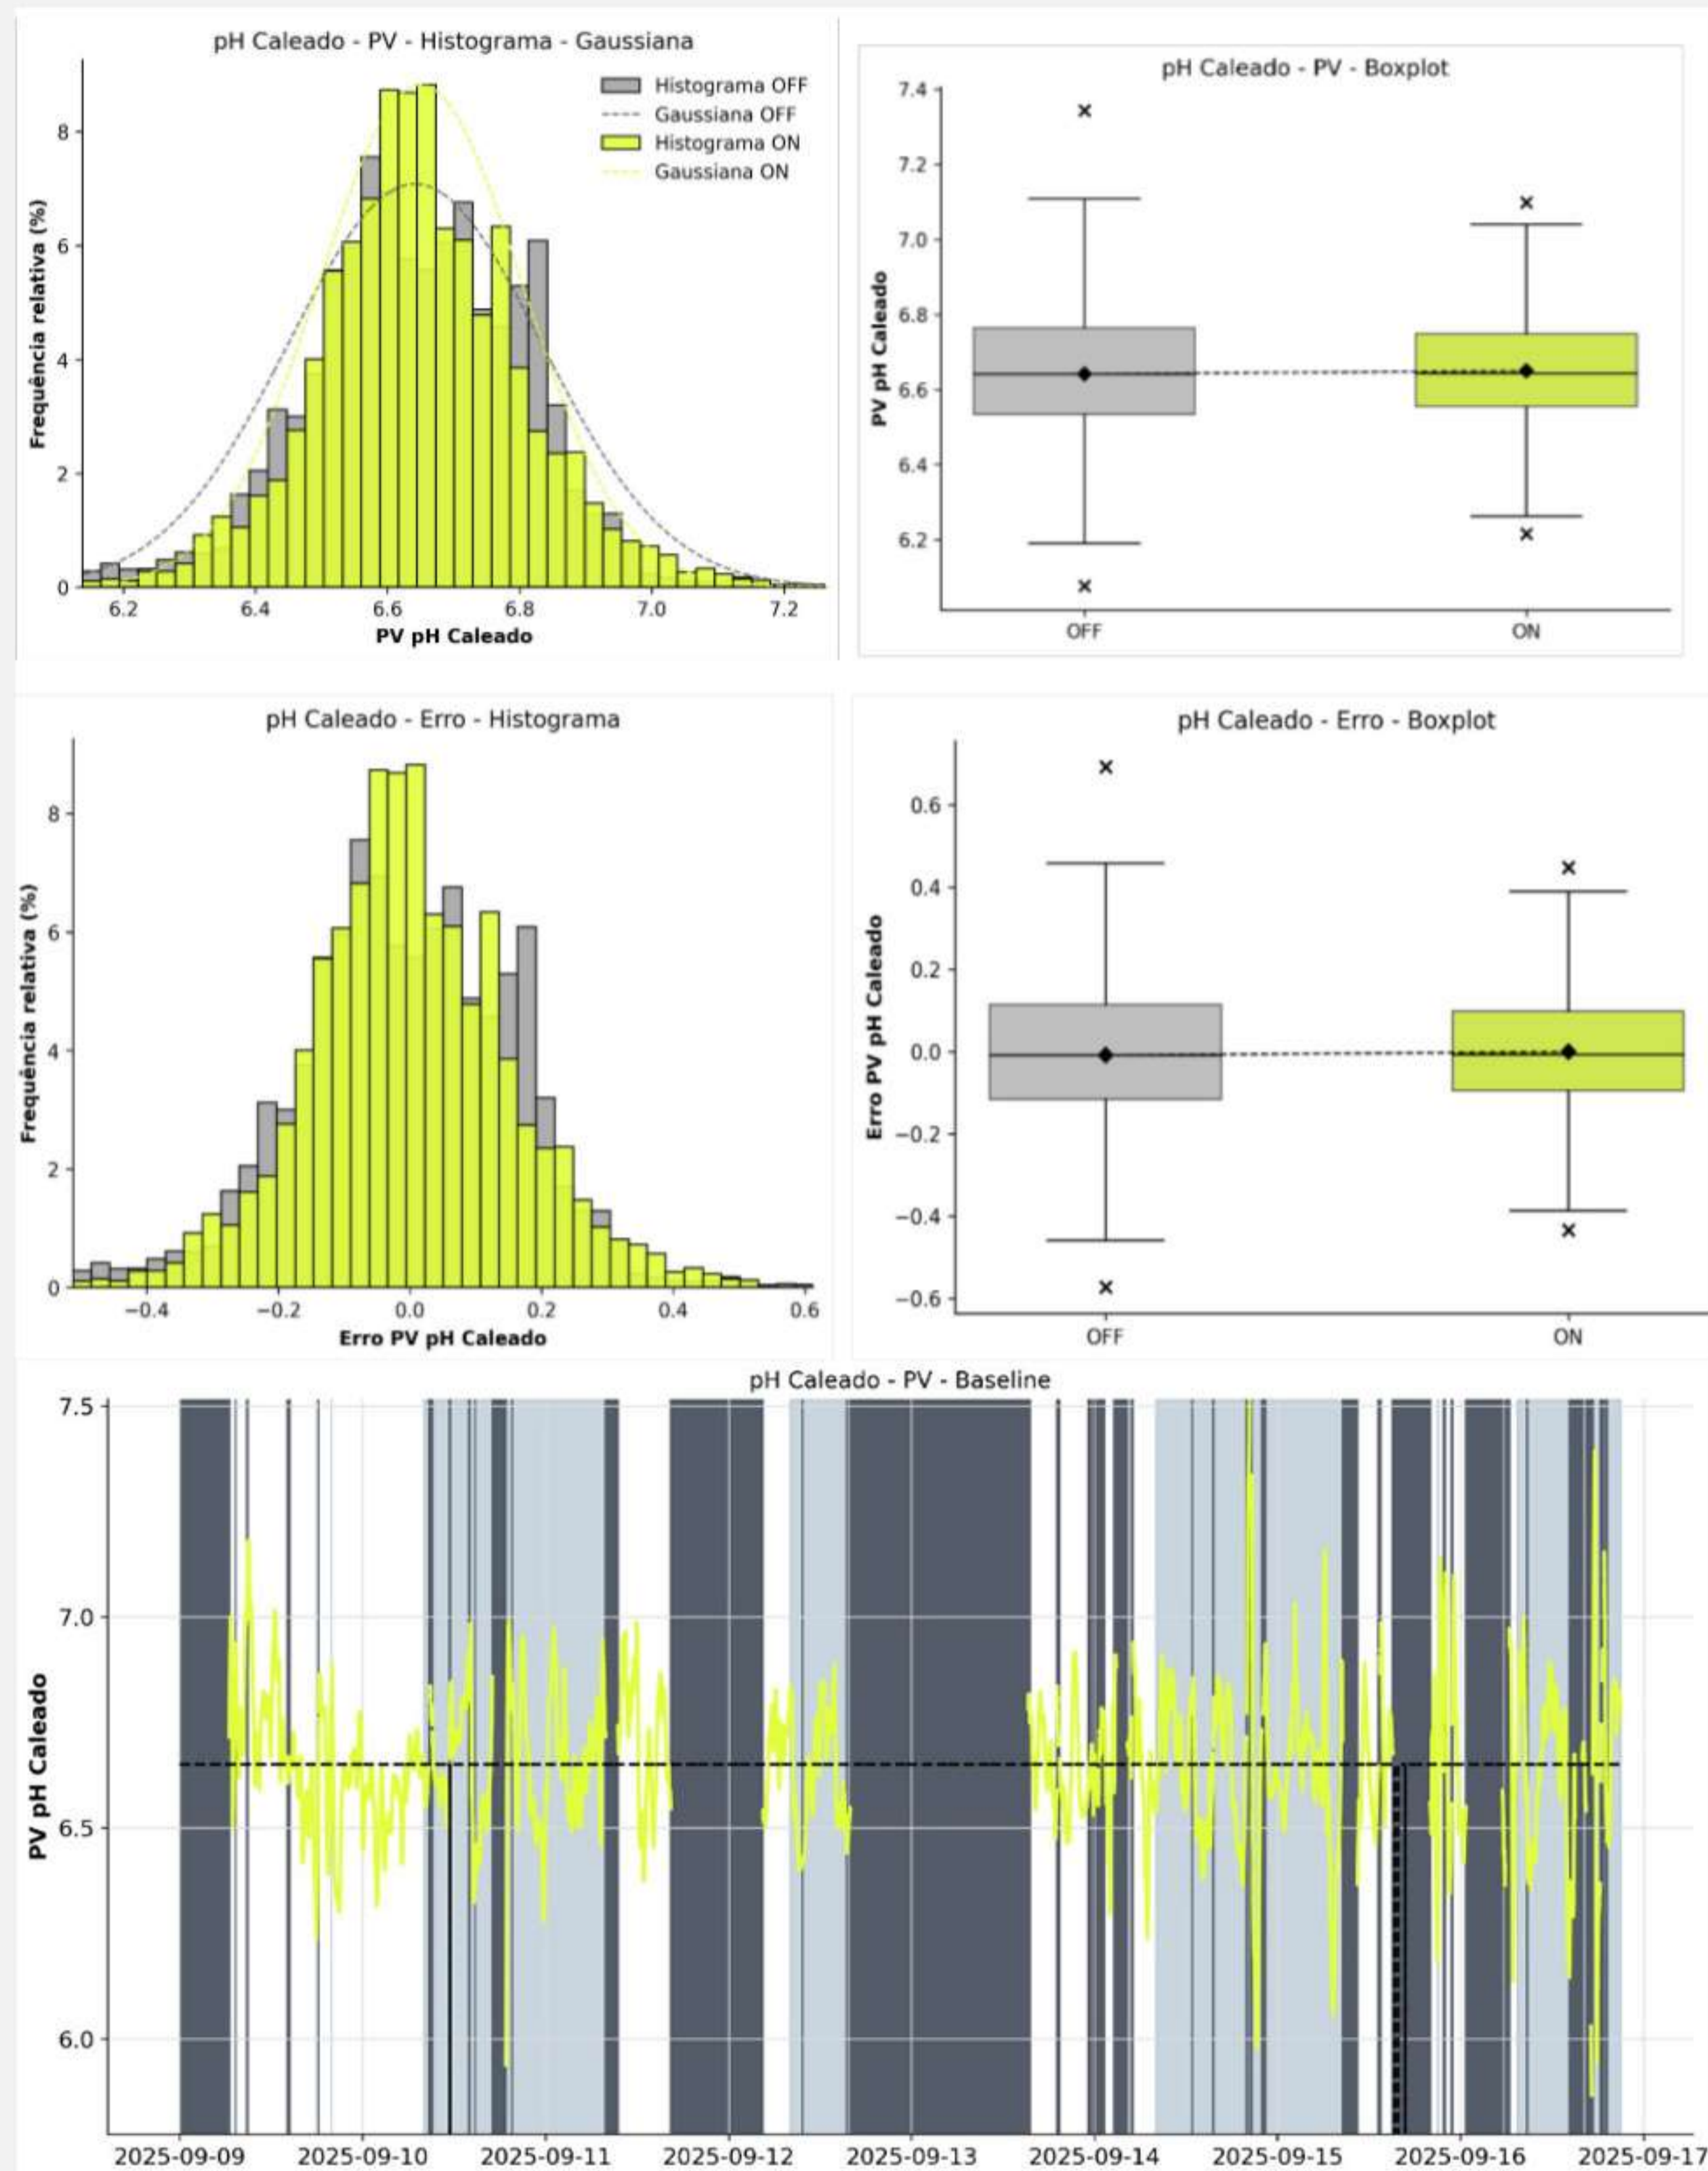 pH Caleado - PV - Histograma - Gaussiana
Histograma OFF
Gaussiana OFF
Histograma ON
Gaussiana ON
Frequência relativa (%)
8
6
4
2
0
6.2 6.4 6.6 6.8 7.0 7.2
PV pH Caleado
pH Caleado - PV - Boxplot
PV pH Caleado
7.4
7.2
7.0
6.8
6.6
6.4
6.2
OFF ON
pH Caleado - Erro - Histograma
Frequência relativa (%)
8
6
4
2
0
−0.4 −0.2 0.0 0.2 0.4 0.6
Erro PV pH Caleado
pH Caleado - Erro - Boxplot
Erro PV pH Caleado
0.6
0.4
0.2
0.0
−0.2
−0.4
−0.6
OFF ON
pH Caleado - PV - Baseline
PV pH Caleado
7.5
7.0
6.5
6.0
2025-09-09 2025-09-10 2025-09-11 2025-09-12 2025-09-13 2025-09-14 2025-09-15 2025-09-16 2025-09-17